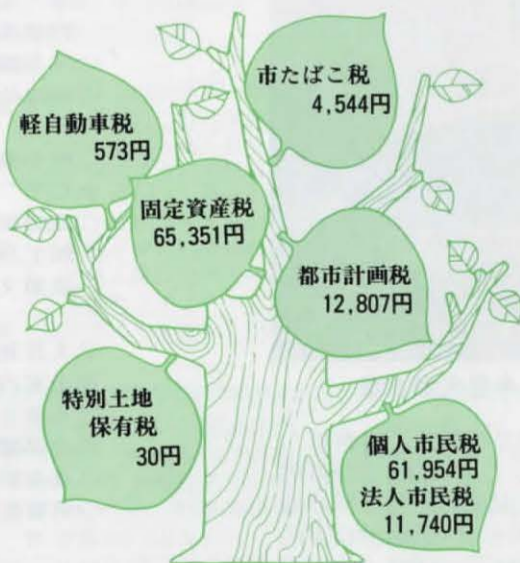 市たばこ税
4,544円
軽自動車税
573円
固定資産税
65,351円
都市計画税
12,807円
特別土地
保有税
30円
個人市民税
61,954円
法人市民税
11,740円